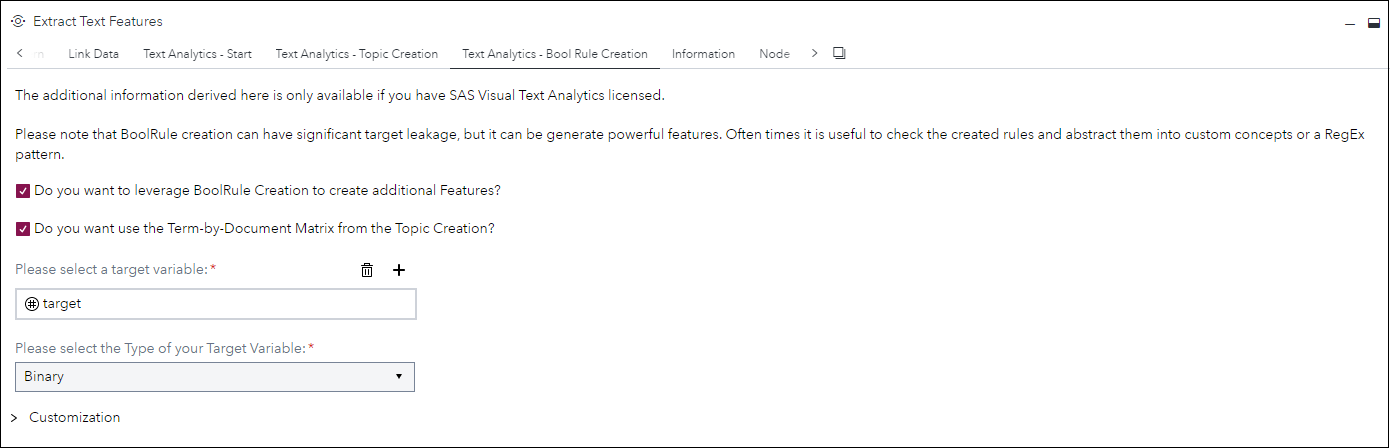 Extract Text Features
Link Data Text Analytics - Start Text Analytics - Topic Creation Text Analytics - Bool Rule Creation Information Node
The additional information derived here is only available if you have SAS Visual Text Analytics licensed.
Please note that BoolRule creation can have significant target leakage, but it can be generate powerful features. Often times it is useful to check the created rules and abstract them into custom concepts or a RegEx
pattern.
Do you want to leverage BoolRule Creation to create additional Features?
Do you want use the Term-by-Document Matrix from the Topic Creation?
Please select a target variable:*
target
Please select the Type of your Target Variable:*
Binary
Customization